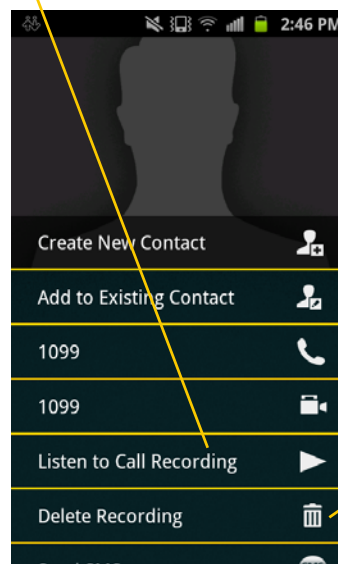 2:46 PM
Create New Contact
Add to Existing Contact
1099
1099
Listen to Call Recording
Delete Recording